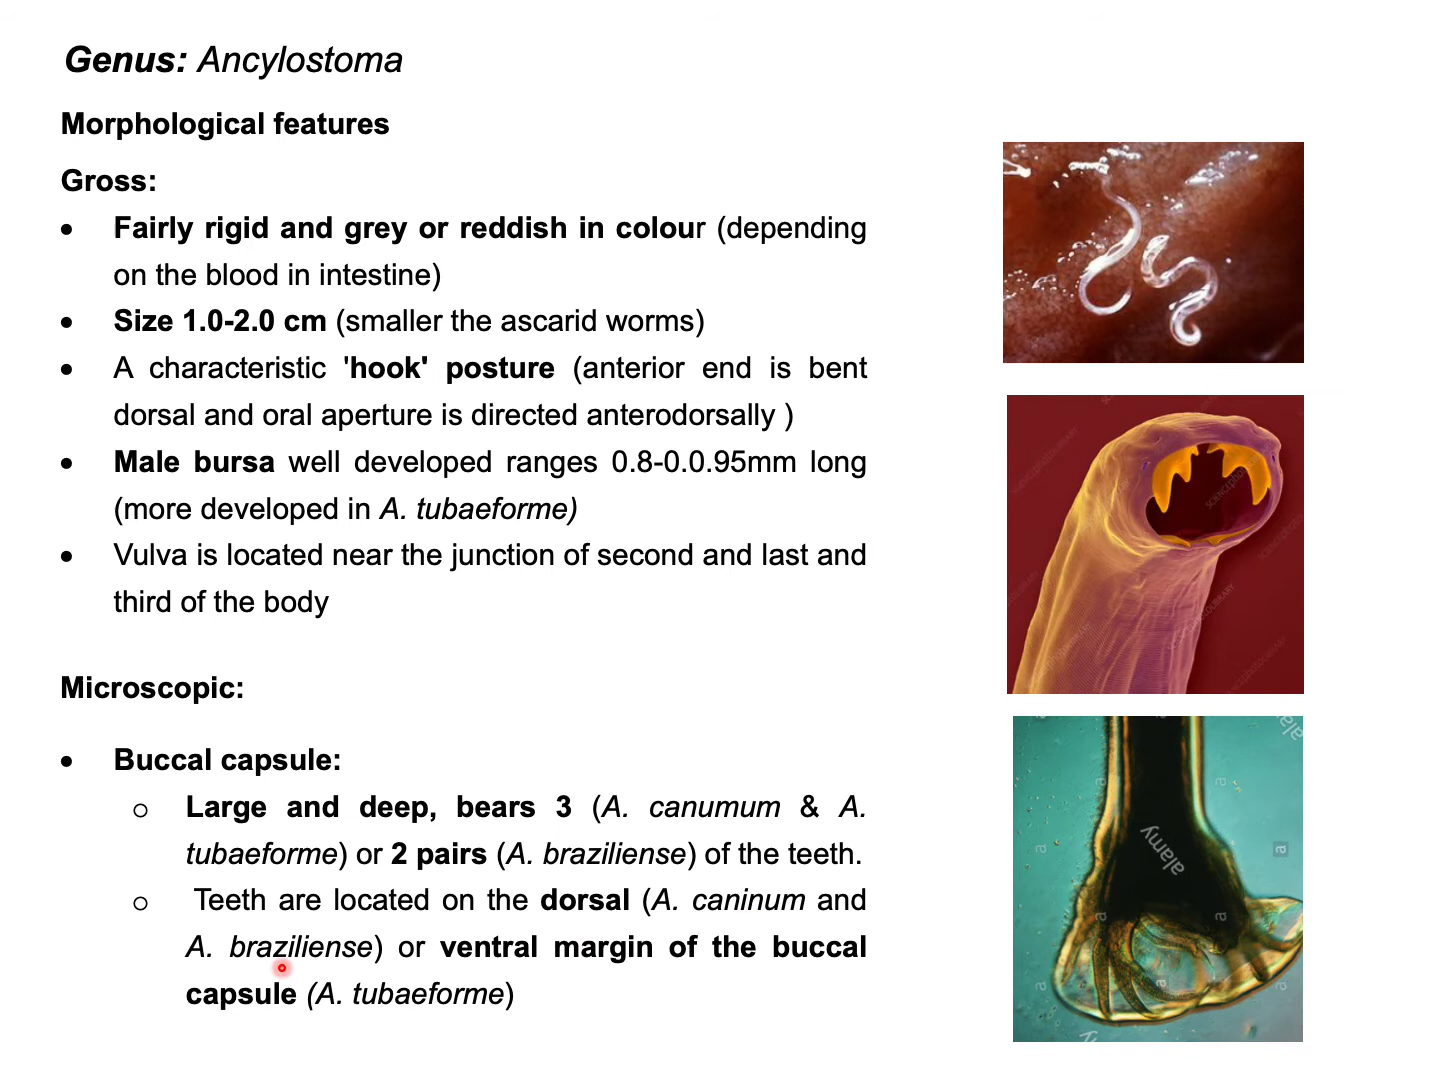 Genus: Ancylostoma
Morphological features
Gross:
• Fairly rigid and grey or reddish in colour (depending
on the blood in intestine)
• Size 1.0-2.0 cm (smaller the ascarid worms)
• A characteristic 'hook' posture (anterior end is bent
dorsal and oral aperture is directed anterodorsally )
• Male bursa well developed ranges 0.8-0.0.95mm long
(more developed in A. tubaeforme)
• Vulva is located near the junction of second and last and
third of the body
Microscopic:
• Buccal capsule:
o Large and deep, bears 3 (A. canumum & A.
tubaeforme) or 2 pairs (A. braziliense) of the teeth.
o Teeth are located on the dorsal (A. caninum and
A. braziliense) or ventral margin of the buccal
capsule (A. tubaeforme)
alamy
a
a
a
a
a
a
a
a